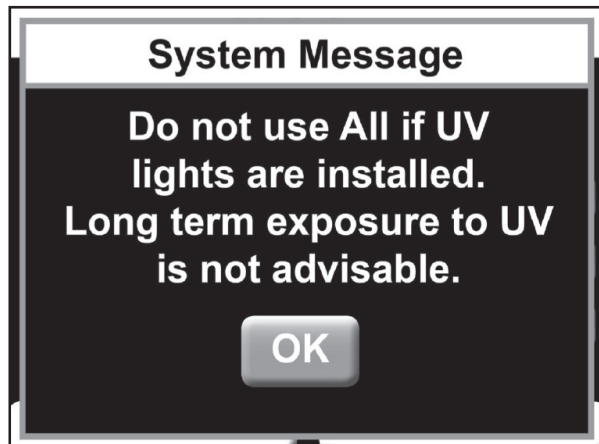 System Message
Do not use All if UV
lights are installed.
Long term exposure to UV
is not advisable.
OK